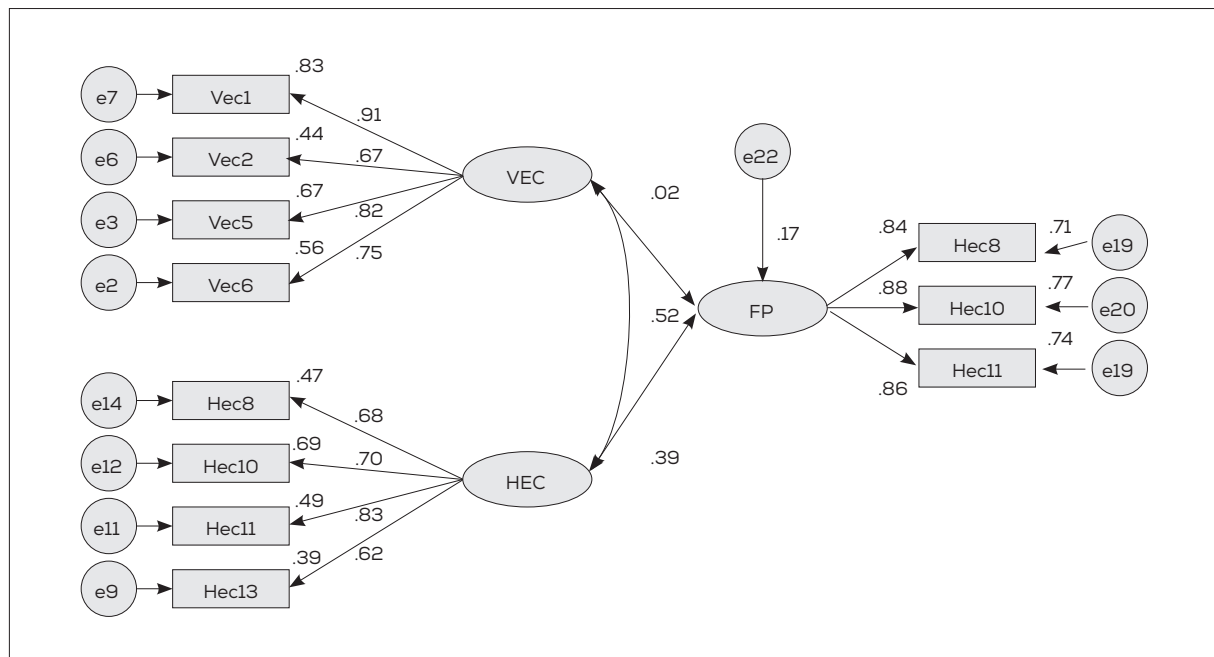 .83
e7
Vec1
.91
.44
e6
Vec2
.67
.67
e3
Vec5
.82
.56
.75
e2
Vec6
VEC
.02
e22
.17
.84
.71
Hec8
e19
.88
.77
FP
Hec10
e20
.52
.74
Hec11
e19
.86
.47
e14
Hec8
.68
.69
e12
Hec10
.70
HEC
.39
.49
e11
Hec11
.83
.39
.62
e9
Hec13